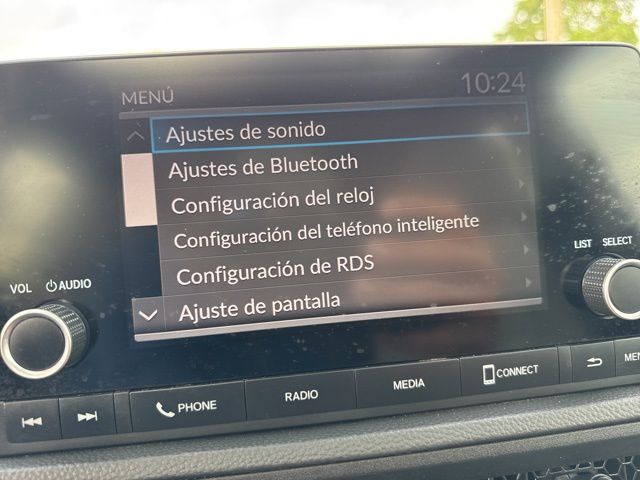 MENÚ
10:24
Ajustes de sonido
Ajustes de Bluetooth
Configuración del reloj
Configuración del teléfono inteligente
Configuración de RDS
Ajuste de pantalla
VOL
AUDIO
LIST
SELECT
PHONE
RADIO
MEDIA
CONNECT